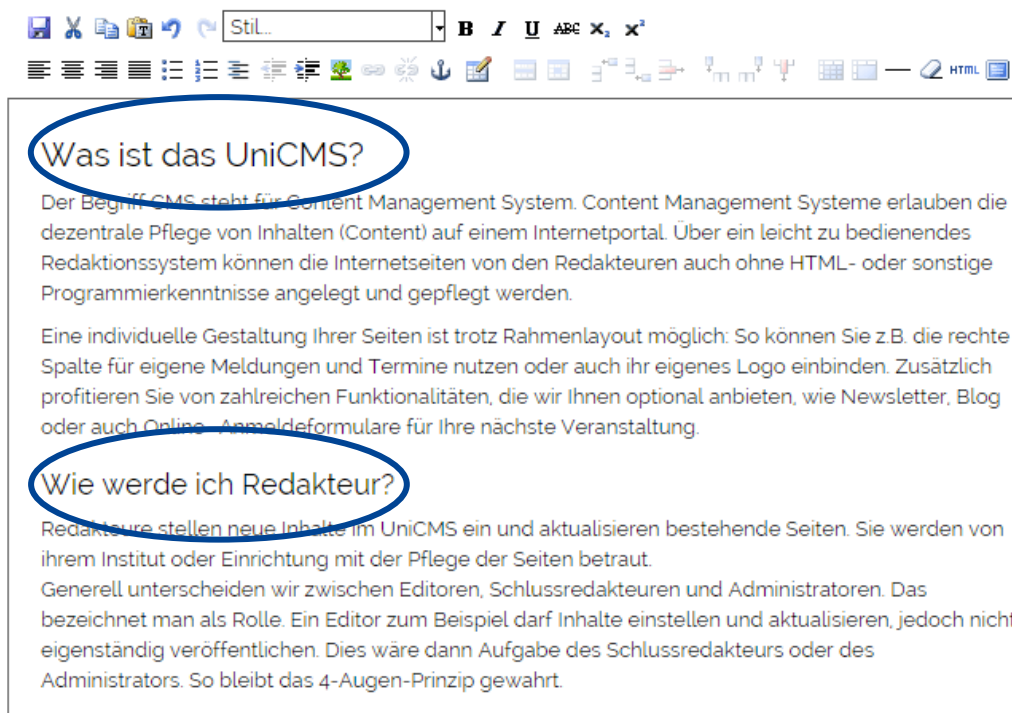 Stil...
B I U ABC X₂ X²
HTML
Was ist das UniCMS?
Der Begriff CMS steht für Content Management System. Content Management Systeme erlauben die
dezentrale Pflege von Inhalten (Content) auf einem Internetportal. Über ein leicht zu bedienendes
Redaktionssystem können die Internetseiten von den Redakteuren auch ohne HTML- oder sonstige
Programmierkenntnisse angelegt und gepflegt werden.
Eine individuelle Gestaltung Ihrer Seiten ist trotz Rahmenlayout möglich: So können Sie z.B. die rechte
Spalte für eigene Meldungen und Termine nutzen oder auch ihr eigenes Logo einbinden. Zusätzlich
profitieren Sie von zahlreichen Funktionalitäten, die wir Ihnen optional anbieten, wie Newsletter, Blog
oder auch Online- Anmeldeformulare für Ihre nächste Veranstaltung.
Wie werde ich Redakteur?
Redakteure stellen neue Inhalte im UniCMS ein und aktualisieren bestehende Seiten. Sie werden von
ihrem Institut oder Einrichtung mit der Pflege der Seiten betraut.
Generell unterscheiden wir zwischen Editoren, Schlussredakteuren und Administratoren. Das
bezeichnet man als Rolle. Ein Editor zum Beispiel darf Inhalte einstellen und aktualisieren, jedoch nicht
eigenständig veröffentlichen. Dies wäre dann Aufgabe des Schlussredakteurs oder des
Administrators. So bleibt das 4-Augen-Prinzip gewahrt.